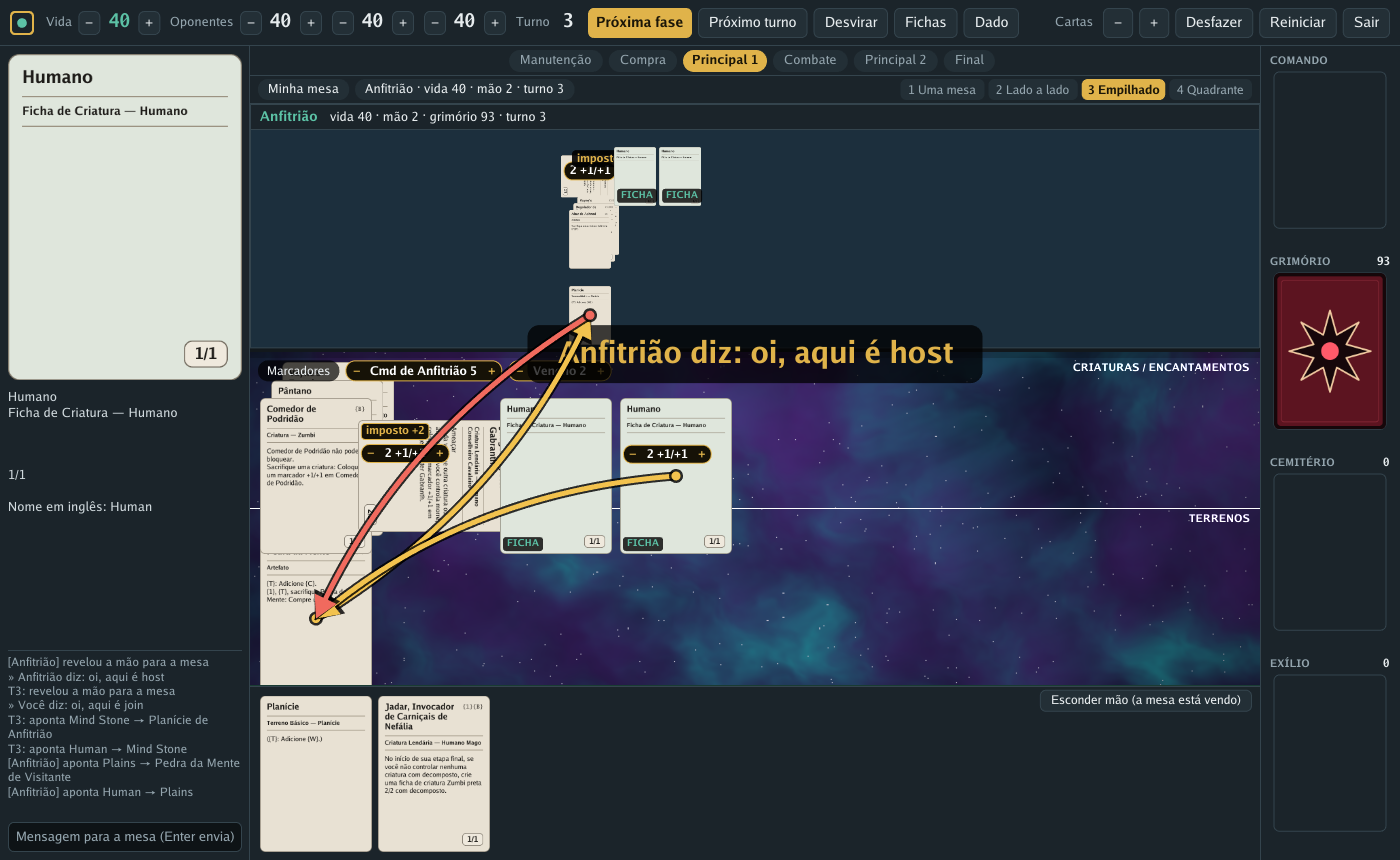 Vida − 40 + Oponentes − 40 + − 40 + − 40 + Turno 3 Próxima fase Próximo turno Desvirar Fichas Dado Cartas − + Desfazer Reiniciar Sair
Humano
Ficha de Criatura — Humano
1/1
Humano
Ficha de Criatura — Humano
1/1
Nome em inglês: Human
[Anfitrião] revelou a mão para a mesa
» Anfitrião diz: oi, aqui é host
T3: revelou a mão para a mesa
» Você diz: oi, aqui é join
T3: aponta Mind Stone → Planície de
Anfitrião
T3: aponta Human → Mind Stone
[Anfitrião] aponta Plains → Pedra da Mente
de Visitante
[Anfitrião] aponta Human → Plains
Mensagem para a mesa (Enter envia)
Manutenção Compra Principal 1 Combate Principal 2 Final
Minha mesa Anfitrião · vida 40 · mão 2 · turno 3 1 Uma mesa 2 Lado a lado 3 Empilhado 4 Quadrante
Anfitrião vida 40 · mão 2 · grimório 93 · turno 3
2 +1/+1
FICHA FICHA
Anfitrião diz: oi, aqui é host
Marcadores − Cmd de Anfitrião 5 + − Veneno 2 +
CRIATURAS / ENCANTAMENTOS
Pântano
Comedor de
Podridão
{B}
Criatura — Zumbi
Comedor de Podridão não pode
bloquear.
Sacrifique uma criatura: Coloque
um marcador +1/+1 em Comedor
de Podridão.
imposto +2
− 2 +1/+1 +
Humano
Ficha de Criatura — Humano
FICHA 1/1
Humano
Ficha de Criatura — Humano
− 2 +1/+1 +
FICHA 1/1
TERRENOS
Artefato
{T}: Adicione {C}.
Planície
Terreno Básico — Planície
({T}: Adicione {W}.)
Jadar, Invocador
de Carniçais de
Nefália
{1}{B}
Criatura Lendária — Humano Mago
No início de sua etapa final, se
você não controlar nenhuma
criatura com decomposto, crie
uma ficha de criatura Zumbi preta
2/2 com decomposto.
1/1
Esconder mão (a mesa está vendo)
COMANDO
GRIMÓRIO 93
CEMITÉRIO 0
EXÍLIO 0